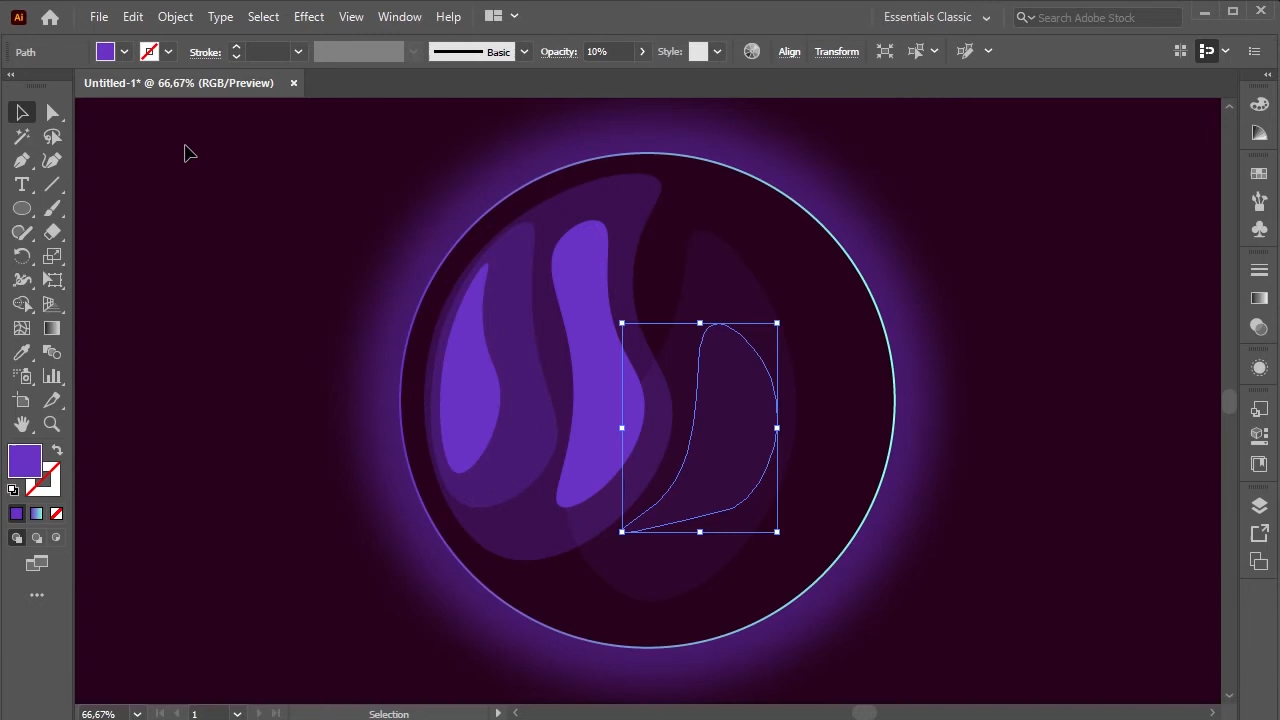 Ai File Edit Object Type Select Effect View Window Help Essentials Classic Search Adobe Stock
Path Stroke: Basic Opacity: 10% Style: Align Transform
Untitled-1* @ 66,67% (RGB/Preview)
T
66,67% 1 Selection